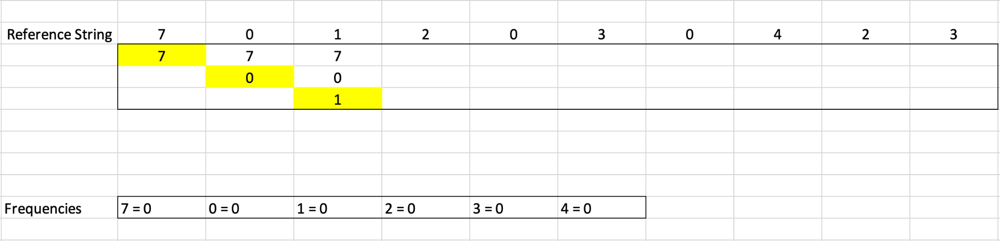 Reference String 7 0 1 2 0 3 0 4 2 3
7 7 7
0 0
1
Frequencies 7 = 0 0 = 0 1 = 0 2 = 0 3 = 0 4 = 0